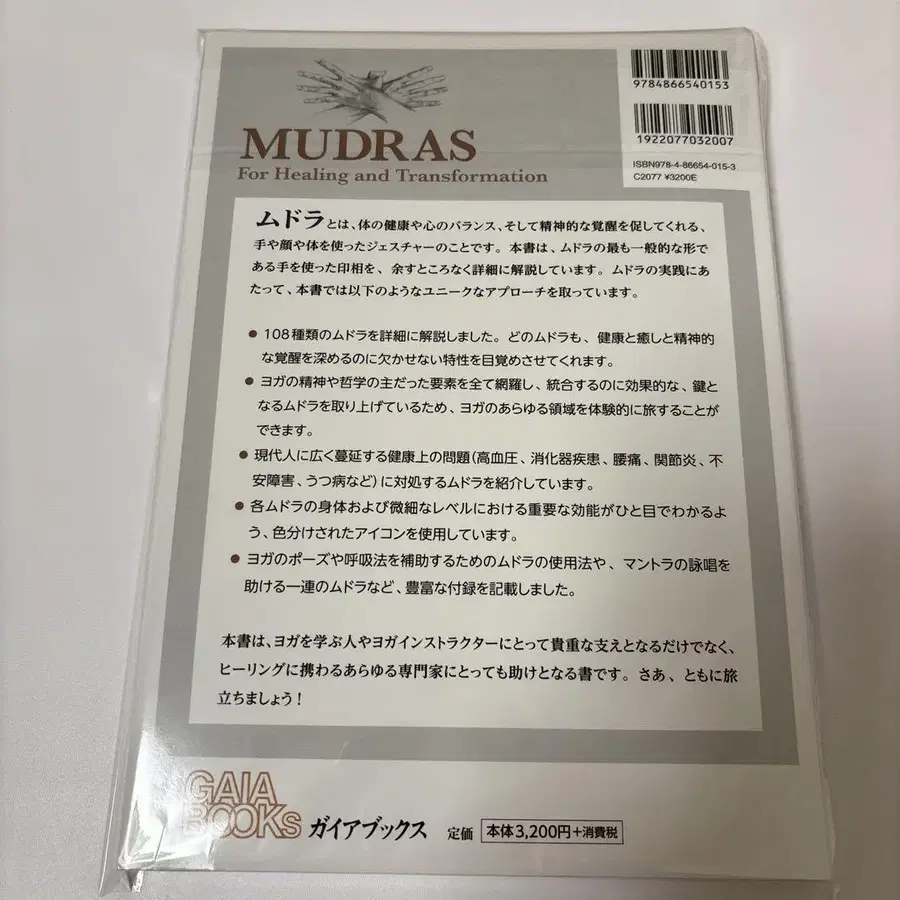 9784866540153
1922077032007
ISBN978-4-86654-015-3
C2077 ¥3200E
MUDRAS
For Healing and Transformation
ムドラとは、体の健康や心のバランス、そして精神的な覚醒を促してくれる、
手や顔や体を使ったジェスチャーのことです。本書は、ムドラの最も一般的な形で
ある手を使った印相を、余すところなく詳細に解説しています。ムドラの実践にあ
たって、本書では以下のようなユニークなアプローチを取っています。
● 108種類のムドラを詳細に解説しました。どのムドラも、健康と癒しと精神的
な覚醒を深めるのに欠かせない特性を目覚めさせてくれます。
● ヨガの精神や哲学の主だった要素を全て網羅し、統合するのに効果的な、鍵と
なるムドラを取り上げているため、ヨガのあらゆる領域を体験的に旅することが
できます。
● 現代人に広く蔓延する健康上の問題(高血圧、消化器疾患、腰痛、関節炎、不
安障害、うつ病など)に対処するムドラを紹介しています。
● 各ムドラの身体および微細なレベルにおける重要な効能がひと目でわかるよ
う、色分けされたアイコンを使用しています。
● ヨガのポーズや呼吸法を補助するためのムドラの使用法や、マントラの詠唱を
助ける一連のムドラなど、豊富な付録を記載しました。
本書は、ヨガを学ぶ人やヨガインストラクターにとって貴重な支えとなるだけでなく、
ヒーリングに携わるあらゆる専門家にとっても助けとなる書です。さあ、ともに旅
立ちましょう!
GAIA
BOOKS ガイアブックス 定価 本体3,200円+消費税